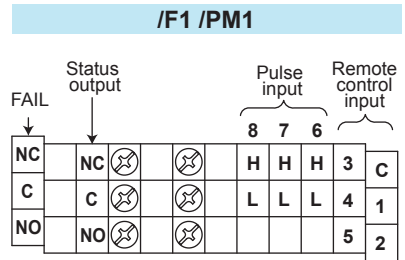 /F1 /PM1
Status output
Pulse input
Remote control input
FAIL
8 7 6
NC NC H H H 3 C
C C L L L 4 1
NO NO 5 2